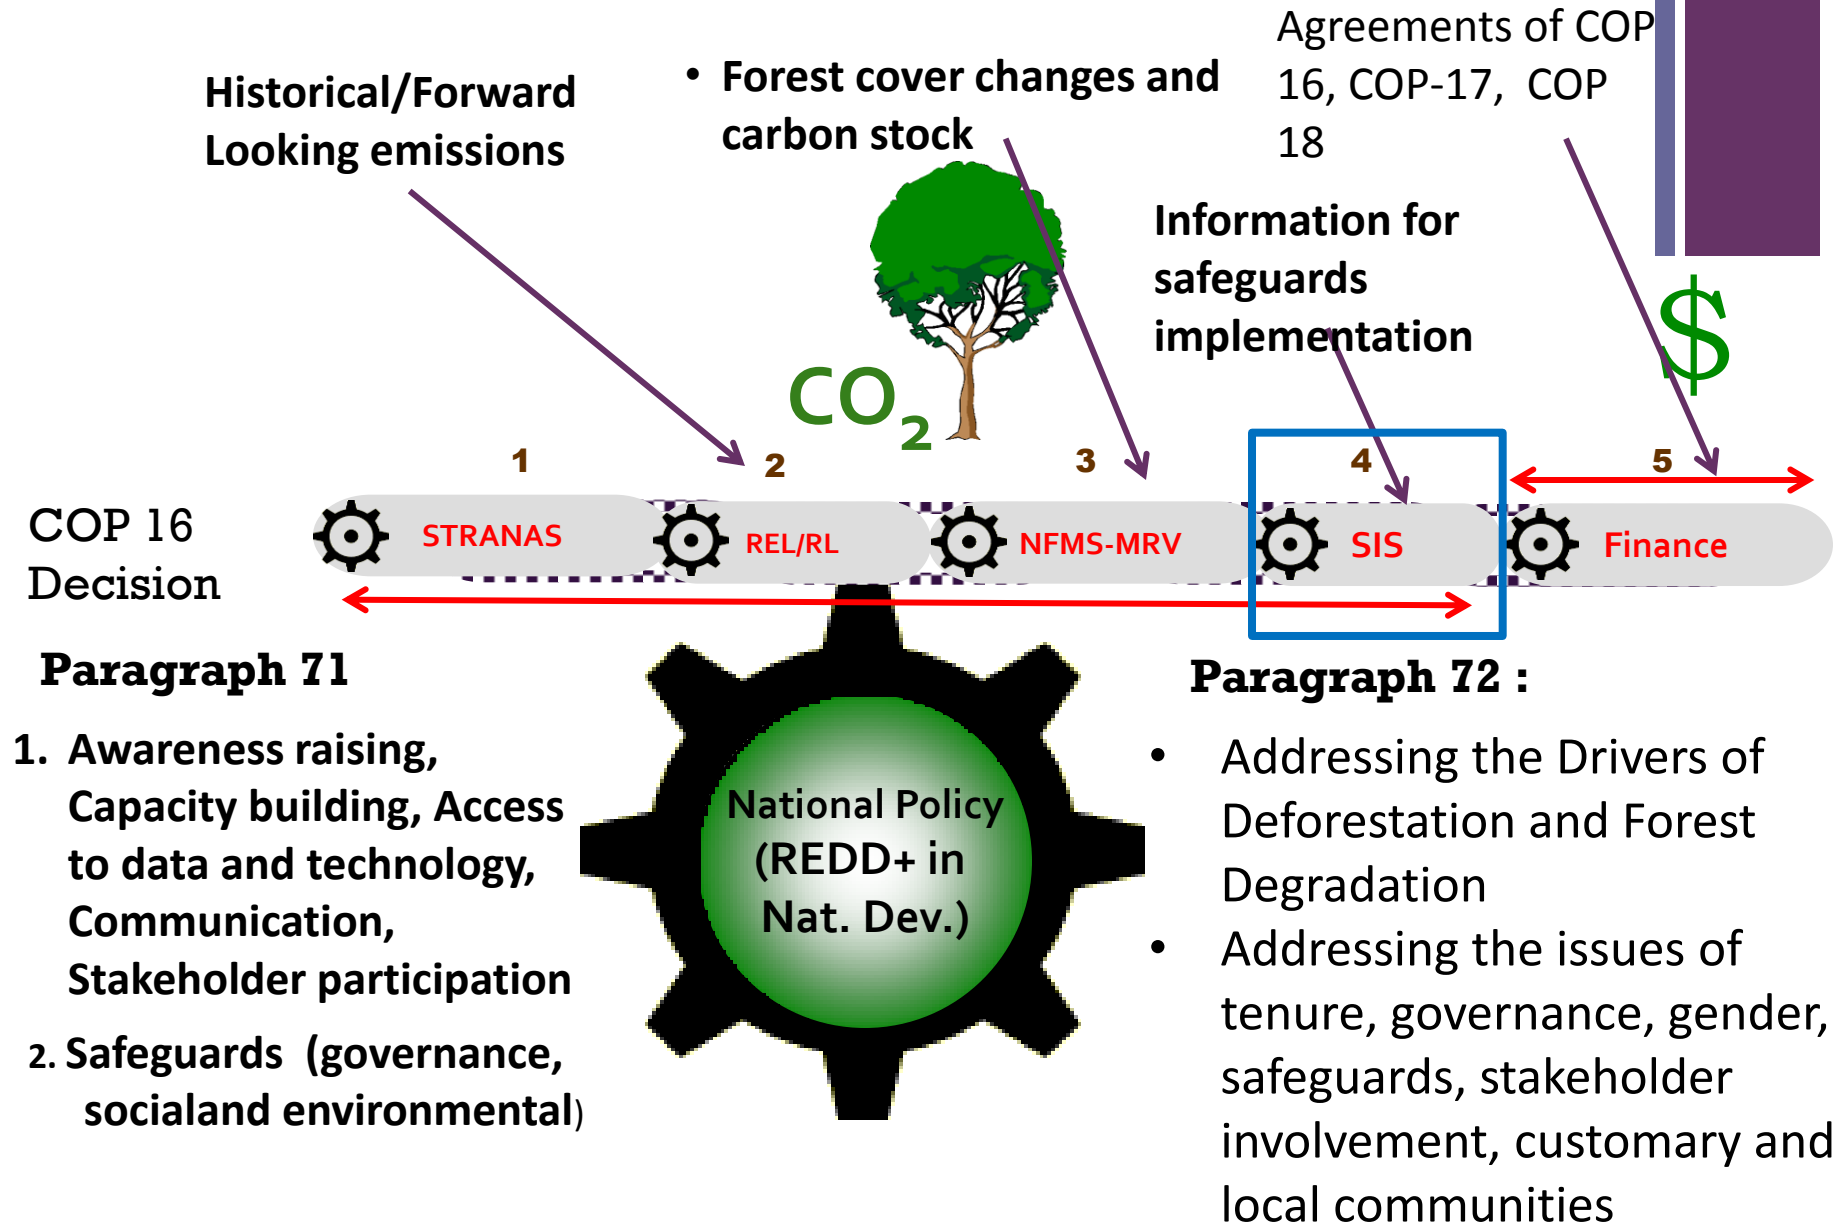 Historical/Forward
Looking emissions
• Forest cover changes and
carbon stock
Agreements of COP
16, COP-17, COP
18
Information for
safeguards
implementation
$
CO2
1
2
3
4
5
COP 16
Decision
STRANAS
REL/RL
NFMS-MRV
SIS
Finance
Paragraph 71
1. Awareness raising,
Capacity building, Access
to data and technology,
Communication,
Stakeholder participation
2. Safeguards (governance,
socialand environmental)
National Policy
(REDD+ in
Nat. Dev.)
Paragraph 72 :
• Addressing the Drivers of
Deforestation and Forest
Degradation
• Addressing the issues of
tenure, governance, gender,
safeguards, stakeholder
involvement, customary and
local communities